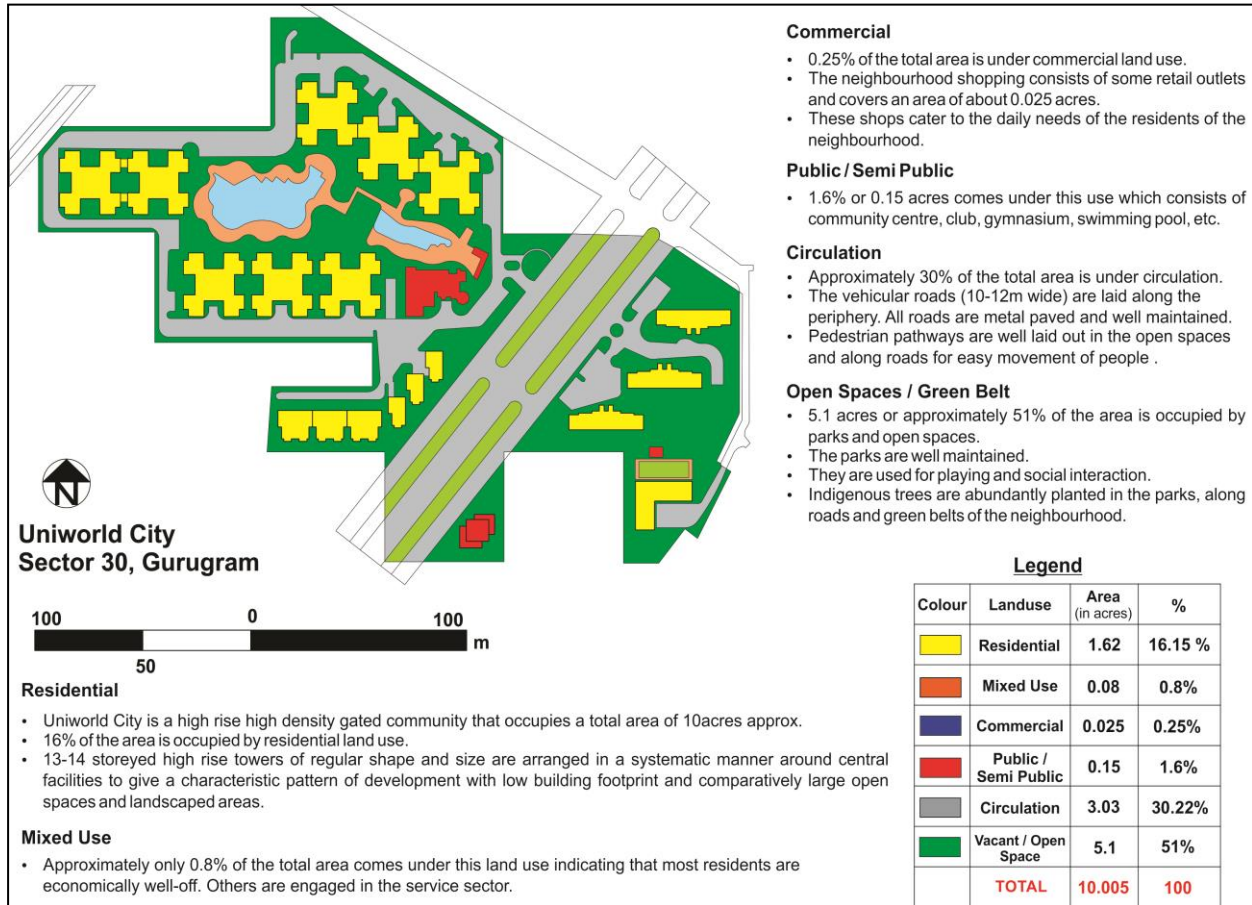 Commercial
• 0.25% of the total area is under commercial land use.
• The neighbourhood shopping consists of some retail outlets
and covers an area of about 0.025 acres.
• These shops cater to the daily needs of the residents of the
neighbourhood.
Public / Semi Public
• 1.6% or 0.15 acres comes under this use which consists of
community centre, club, gymnasium, swimming pool, etc.
Circulation
• Approximately 30% of the total area is under circulation.
• The vehicular roads (10-12m wide) are laid along the
periphery. All roads are metal paved and well maintained.
• Pedestrian pathways are well laid out in the open spaces
and along roads for easy movement of people .
Open Spaces / Green Belt
• 5.1 acres or approximately 51% of the area is occupied by
parks and open spaces.
• The parks are well maintained.
• They are used for playing and social interaction.
• Indigenous trees are abundantly planted in the parks, along
roads and green belts of the neighbourhood.
N
Uniworld City
Sector 30, Gurugram
100 0 100
m
50
Residential
• Uniworld City is a high rise high density gated community that occupies a total area of 10acres approx.
• 16% of the area is occupied by residential land use.
• 13-14 storeyed high rise towers of regular shape and size are arranged in a systematic manner around central
facilities to give a characteristic pattern of development with low building footprint and comparatively large open
spaces and landscaped areas.
Mixed Use
• Approximately only 0.8% of the total area comes under this land use indicating that most residents are
economically well-off. Others are engaged in the service sector.
Legend
Colour Landuse Area (in acres) %
Residential 1.62 16.15 %
Mixed Use 0.08 0.8%
Commercial 0.025 0.25%
Public / Semi Public 0.15 1.6%
Circulation 3.03 30.22%
Vacant / Open Space 5.1 51%
TOTAL 10.005 100